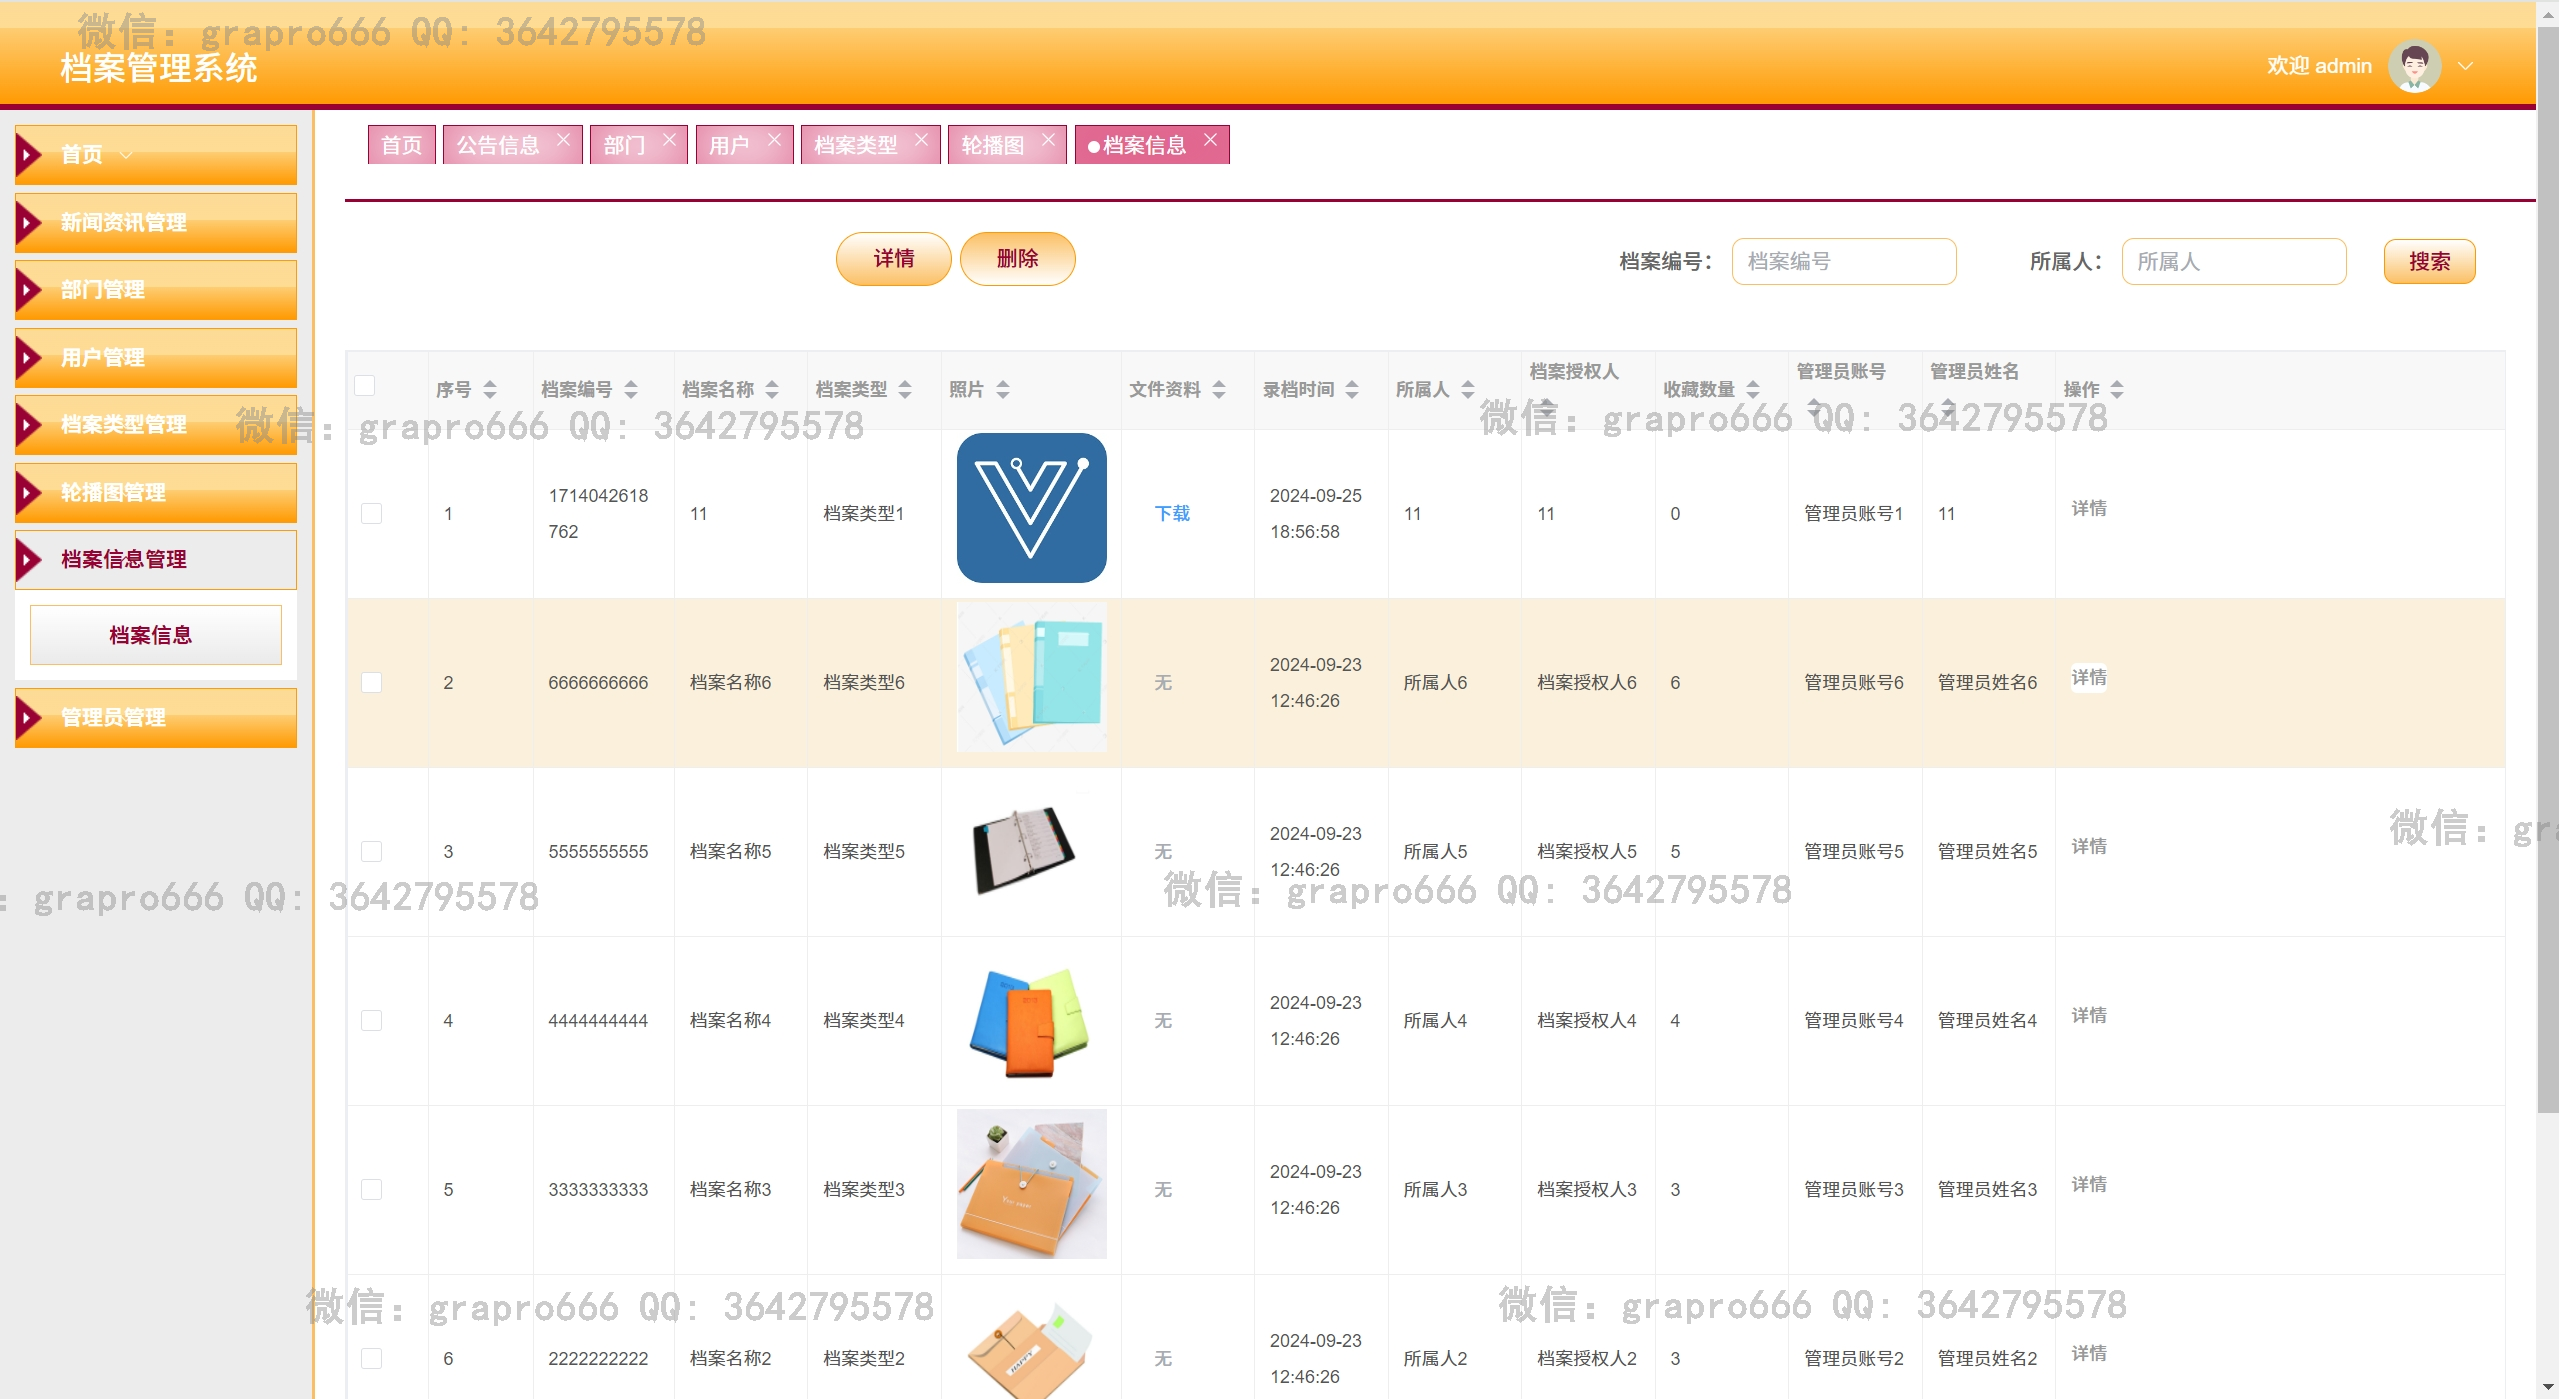 微信：grapro666 QQ：3642795578
档案管理系统
欢迎 admin
首页
新闻资讯管理
部门管理
用户管理
档案类型管理
轮播图管理
档案信息管理
档案信息
管理员管理
首页 公告信息 部门 用户 档案类型 轮播图 档案信息
详情 删除
档案编号： 档案编号 所属人： 所属人 搜索
序号 档案编号 档案名称 档案类型 照片 文件资料 录档时间 所属人 档案授权人 收藏数量 管理员账号 管理员姓名 操作
微信：grapro666 QQ：3642795578
微信：grapro666 QQ：3642795578
1 1714042618762 11 档案类型1 下载 2024-09-25 18:56:58 11 11 0 管理员账号1 11 详情
2 6666666666 档案名称6 档案类型6 无 2024-09-23 12:46:26 所属人6 档案授权人6 6 管理员账号6 管理员姓名6 详情
3 5555555555 档案名称5 档案类型5 无 2024-09-23 12:46:26 所属人5 档案授权人5 5 管理员账号5 管理员姓名5 详情
微信：gr
：grapro666 QQ：3642795578
微信：grapro666 QQ：3642795578
4 4444444444 档案名称4 档案类型4 无 2024-09-23 12:46:26 所属人4 档案授权人4 4 管理员账号4 管理员姓名4 详情
5 3333333333 档案名称3 档案类型3 无 2024-09-23 12:46:26 所属人3 档案授权人3 3 管理员账号3 管理员姓名3 详情
微信：grapro666 QQ：3642795578
微信：grapro666 QQ：3642795578
6 2222222222 档案名称2 档案类型2 HAPPY 无 2024-09-23 12:46:26 所属人2 档案授权人2 3 管理员账号2 管理员姓名2 详情